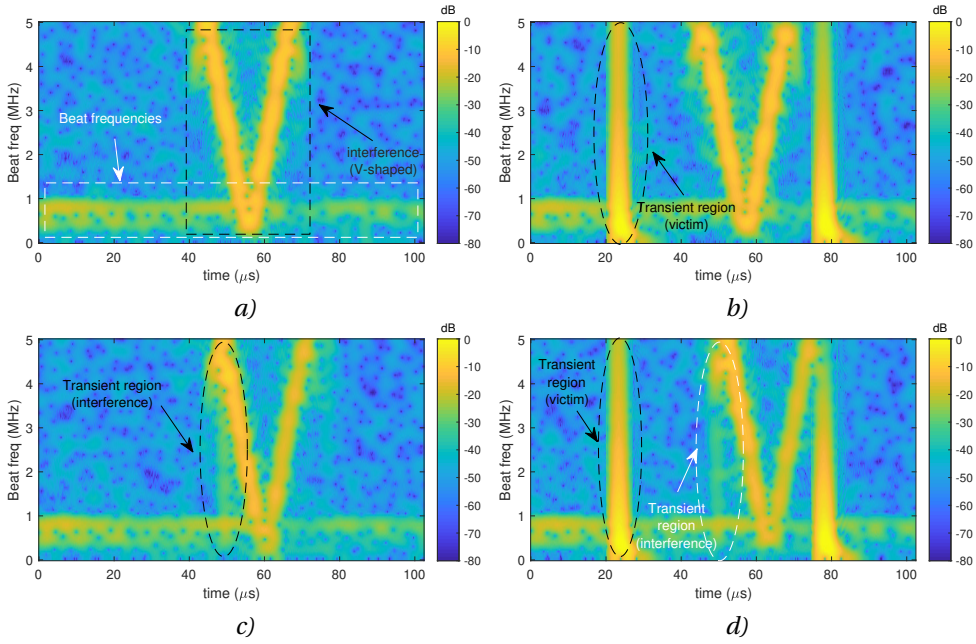 dB
5
4
3
2
1
0
Beat freq (MHz)
Beat frequencies
interference
(V-shaped)
0 20 40 60 80 100
time (μs)
0
-10
-20
-30
-40
-50
-60
-70
-80
a)
dB
5
4
3
2
1
0
Beat freq (MHz)
Transient region
(victim)
0 20 40 60 80 100
time (μs)
0
-10
-20
-30
-40
-50
-60
-70
-80
b)
dB
5
4
3
2
1
0
Beat freq (MHz)
Transient region
(interference)
0 20 40 60 80 100
time (μs)
0
-10
-20
-30
-40
-50
-60
-70
-80
c)
dB
5
4
3
2
1
0
Beat freq (MHz)
Transient
region
(victim)
Transient
region
(interference)
0 20 40 60 80 100
time (μs)
0
-10
-20
-30
-40
-50
-60
-70
-80
d)